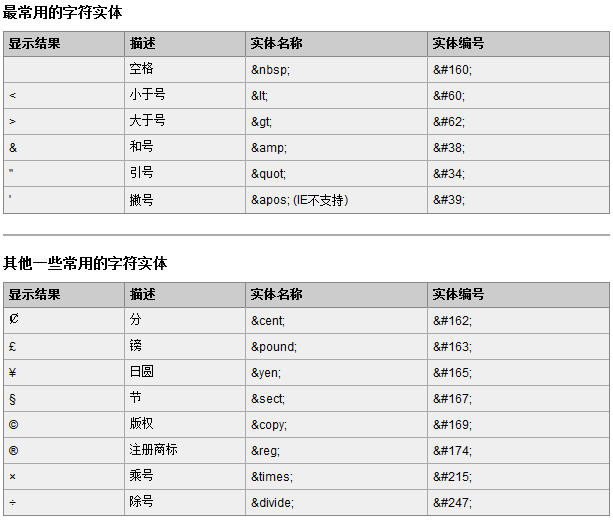 最常用的字符实体
显示结果 描述 实体名称 实体编号
空格 &nbsp; &#160;
< 小于号 &lt; &#60;
> 大于号 &gt; &#62;
& 和号 &amp; &#38;
" 引号 &quot; &#34;
' 撇号 &apos; (IE不支持) &#39;
其他一些常用的字符实体
显示结果 描述 实体名称 实体编号
₡ 分 &cent; &#162;
£ 镑 &pound; &#163;
¥ 日圆 &yen; &#165;
§ 节 &sect; &#167;
© 版权 &copy; &#169;
® 注册商标 &reg; &#174;
× 乘号 &times; &#215;
÷ 除号 &divide; &#247;